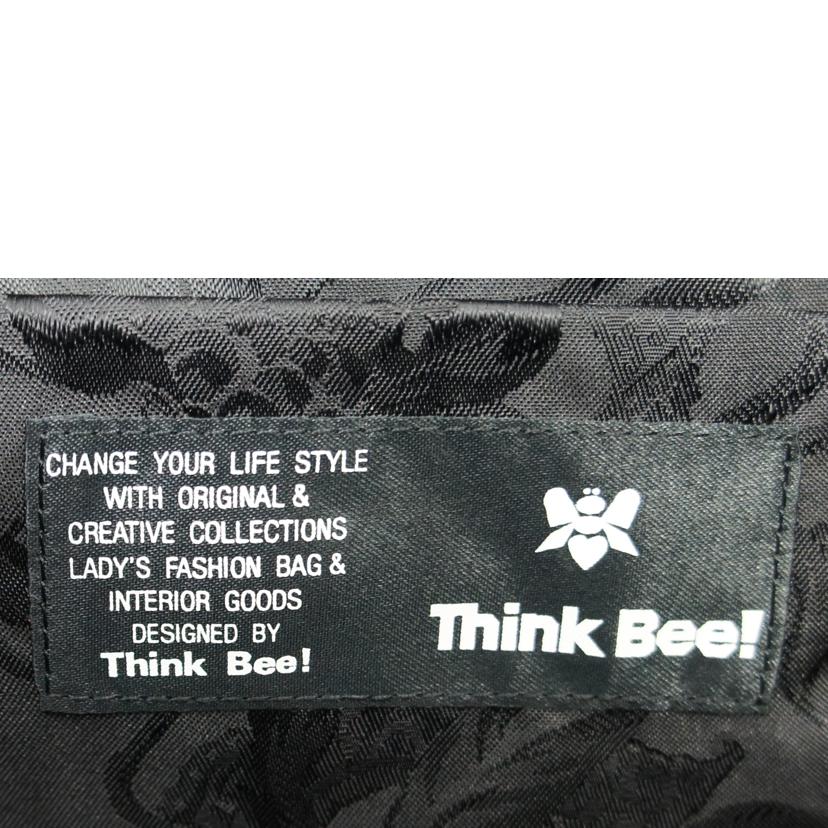 CHANGE YOUR LIFE STYLE
WITH ORIGINAL &
CREATIVE COLLECTIONS
LADY'S FASHION BAG &
INTERIOR GOODS
DESIGNED BY
Think Bee!
Think Bee!